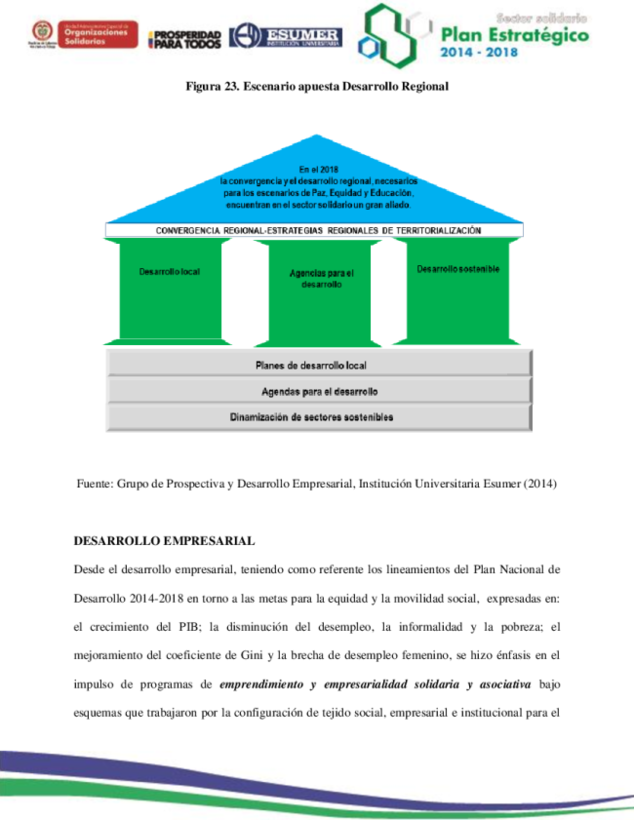 Unidad Administrativa Especial de
Organizaciones
Solidarias
PROSPERIDAD
PARA TODOS
ESUMER
INSTITUCIÓN UNIVERSITARIA
Sector solidario
Plan Estratégico
2014 - 2018
Figura 23. Escenario apuesta Desarrollo Regional
En el 2018
la convergencia y el desarrollo regional, necesarios
para los escenarios de Paz, Equidad y Educación,
encuentran en el sector solidario un gran aliado.
CONVERGENCIA REGIONAL-ESTRATEGIAS REGIONALES DE TERRITORIALIZACIÓN
Desarrollo local
Agencias para el
desarrollo
Desarrollo sostenible
Planes de desarrollo local
Agendas para el desarrollo
Dinamización de sectores sostenibles
Fuente: Grupo de Prospectiva y Desarrollo Empresarial, Institución Universitaria Esumer (2014)
DESARROLLO EMPRESARIAL
Desde el desarrollo empresarial, teniendo como referente los lineamientos del Plan Nacional de
Desarrollo 2014-2018 en torno a las metas para la equidad y la movilidad social, expresadas en:
el crecimiento del PIB; la disminución del desempleo, la informalidad y la pobreza; el
mejoramiento del coeficiente de Gini y la brecha de desempleo femenino, se hizo énfasis en el
impulso de programas de emprendimiento y empresarialidad solidaria y asociativa bajo
esquemas que trabajaron por la configuración de tejido social, empresarial e institucional para el